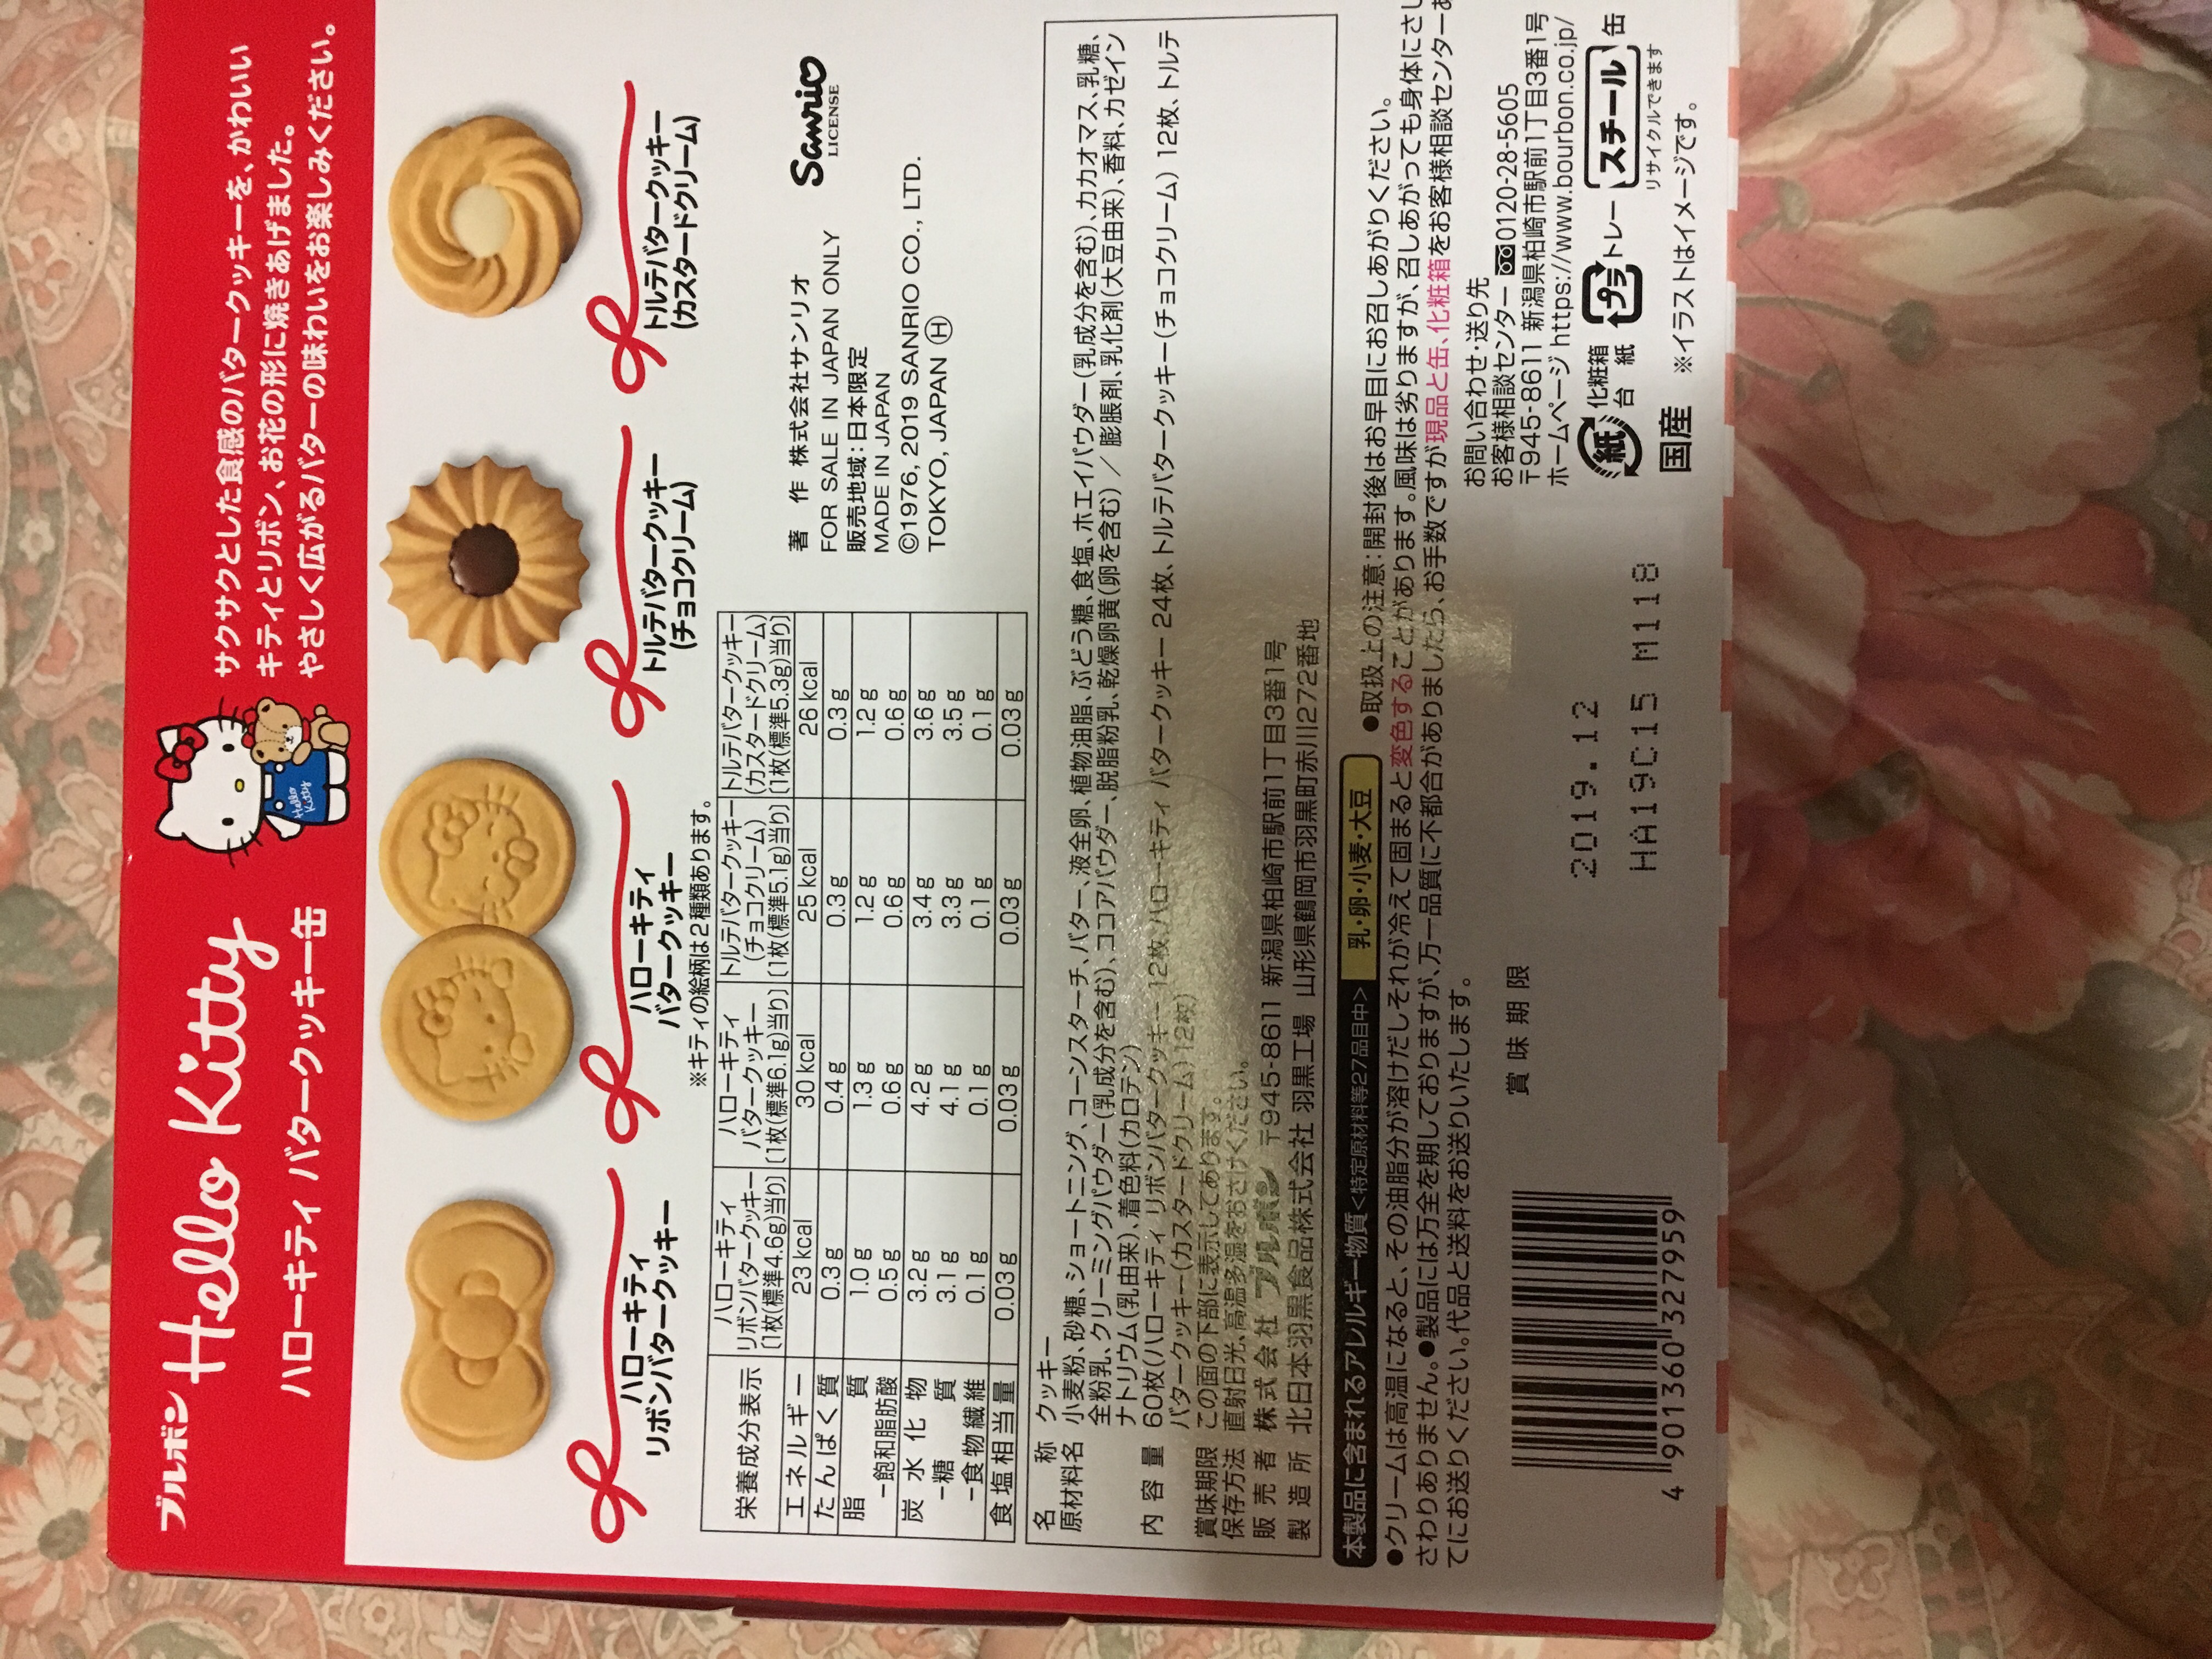 ブルボン
Hello Kitty
ハローキティ バタークッキー缶
Hello Kitty
サクサクとした食感のバタークッキーを、かわいい
キティとリボン、お花の形に焼きあげました。
やさしく広がるバターの味わいをお楽しみください。
ハローキティ
リボンバタークッキー
ハローキティ
バタークッキー
※キティの絵柄は2種類あります。
トルテバタークッキー
(チョコクリーム)
トルテバタークッキー
(カスタードクリーム)
栄養成分表示 ハローキティ リボンバタークッキー 〔1枚(標準4.6g)当り〕 ハローキティ バタークッキー 〔1枚(標準6.1g)当り〕 トルテバタークッキー (チョコクリーム) 〔1枚(標準5.1g)当り〕 トルテバタークッキー (カスタードクリーム) 〔1枚(標準5.3g)当り〕
エネルギー 23 kcal 30 kcal 25 kcal 26 kcal
たんぱく質 0.3 g 0.4 g 0.3 g 0.3 g
脂質 1.0 g 1.3 g 1.2 g 1.2 g
-飽和脂肪酸 0.5 g 0.6 g 0.6 g 0.6 g
炭水化物 3.2 g 4.2 g 3.4 g 3.6 g
-糖質 3.1 g 4.1 g 3.3 g 3.5 g
-食物繊維 0.1 g 0.1 g 0.1 g 0.1 g
食塩相当量 0.03 g 0.03 g 0.03 g 0.03 g
著 作 株式会社サンリオ
FOR SALE IN JAPAN ONLY
販売地域:日本限定
MADE IN JAPAN
©1976, 2019 SANRIO CO., LTD.
TOKYO, JAPAN Ⓗ
Sanrio
LICENSE
名 称 クッキー
原材料名 小麦粉、砂糖、ショートニング、コーンスターチ、バター、液全卵、植物油脂、ぶどう糖、食塩、ホエイパウダー(乳成分を含む)、カカオマス、乳糖、
全粉乳、クリーミングパウダー(乳成分を含む)、ココアパウダー、脱脂粉乳、乾燥卵黄(卵を含む)/膨脹剤、乳化剤(大豆由来)、香料、カゼイン
ナトリウム(乳由来)、着色料(カロテン)
内 容 量 60枚(ハローキティ リボンバタークッキー 12枚、ハローキティ バタークッキー 24枚、トルテバタークッキー(チョコクリーム) 12枚、トルテ
バタークッキー(カスタードクリーム) 12枚)
賞味期限 この面の下部に表示してあります。
保存方法 直射日光、高温多湿をおさけください。
販 売 者 株式会社 ブルボン 〒945-8611 新潟県柏崎市駅前1丁目3番1号
製 造 所 北日本羽黒食品株式会社 羽黒工場 山形県鶴岡市羽黒町赤川272番地
本製品に含まれるアレルギー物質<特定原材料等27品目中> 乳・卵・小麦・大豆
●取扱上の注意:開封後はお早目にお召しあがりください。
●クリームは高温になると、その油脂分が溶けだしそれが冷えて固まると変色することがあります。風味は劣りますが、召しあがっても身体にさし
さわりありません。●製品には万全を期しておりますが、万一品質に不都合がありましたら、お手数ですが現品と缶、化粧箱をお客様相談センターあ
てにお送りください。代品と送料をお送りいたします。
お問い合わせ・送り先
お客様相談センター 0120-28-5605
〒945-8611 新潟県柏崎市駅前1丁目3番1号
ホームページ https://www.bourbon.co.jp/
紙 化粧箱 台紙 プラ トレー スチール 缶
リサイクルできます
国産 ※イラストはイメージです。
賞味期限 2019.12
HA19C15 M118
4 901360 327959